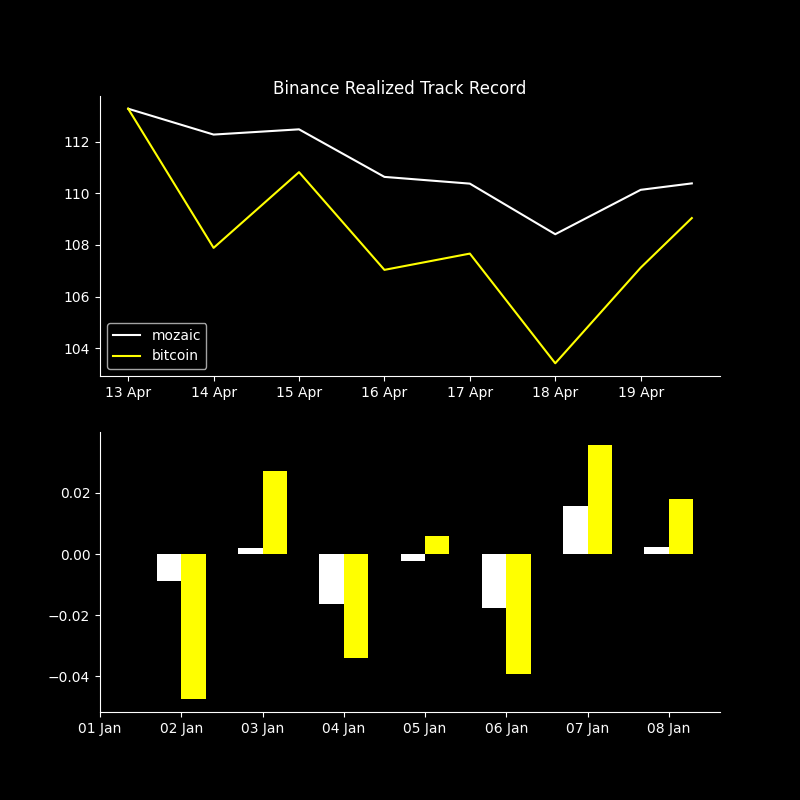 Binance Realized Track Record
112
110
108
106
104
mozaic
bitcoin
13 Apr 14 Apr 15 Apr 16 Apr 17 Apr 18 Apr 19 Apr
0.02
0.00
−0.02
−0.04
01 Jan 02 Jan 03 Jan 04 Jan 05 Jan 06 Jan 07 Jan 08 Jan